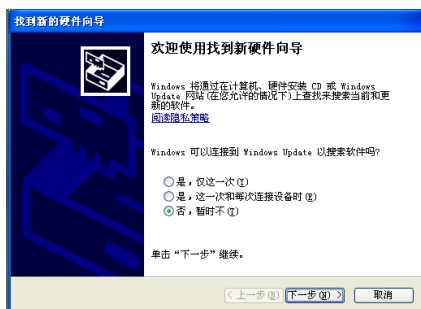 找到新的硬件向导
欢迎使用找到新硬件向导
Windows 将通过在计算机、硬件安装 CD 或 Windows
Update 网站(在您允许的情况下)上查找来搜索当前和更
新的软件。
阅读隐私策略
Windows 可以连接到 Windows Update 以搜索软件吗?
是，仅这一次(Y)
是，这一次和每次连接设备时(E)
否，暂时不(T)
单击“下一步”继续。
<上一步(B) 下一步(N)> 取消